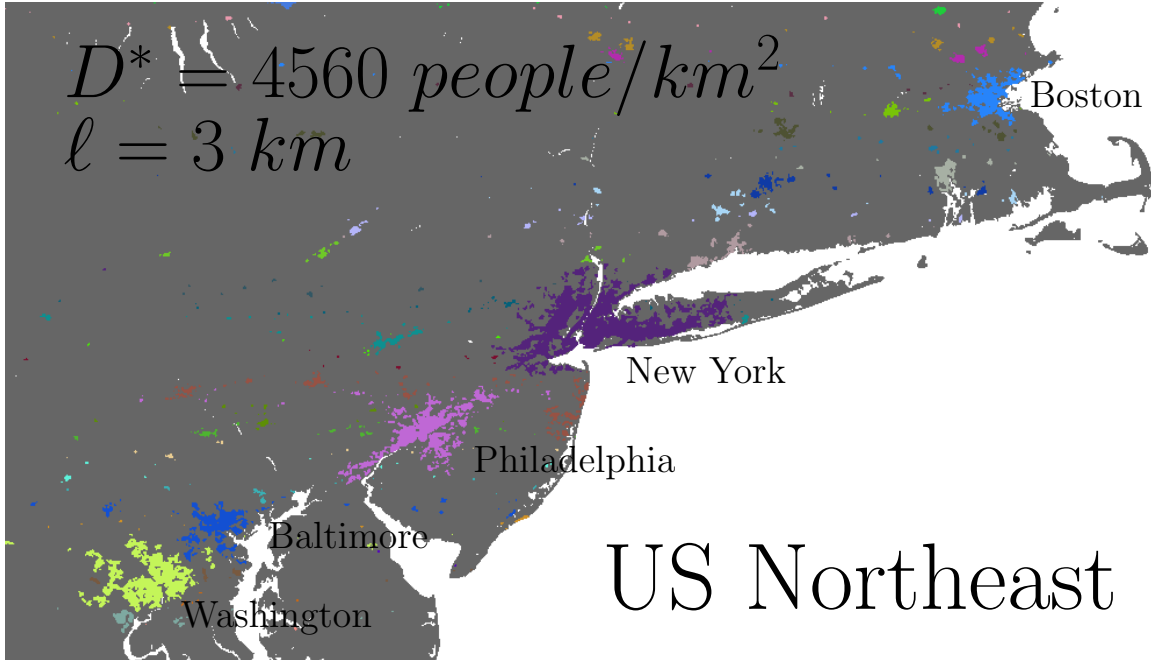 D* = 4560 people/km²
ℓ = 3 km
Boston
New York
Philadelphia
Baltimore
US Northeast
Washington